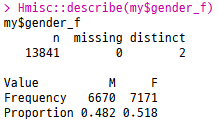 > Hmisc::describe(my$gender_f)
my$gender_f
       n  missing distinct
   13841        0        2

Value          M     F
Frequency   6670  7171
Proportion 0.482 0.518